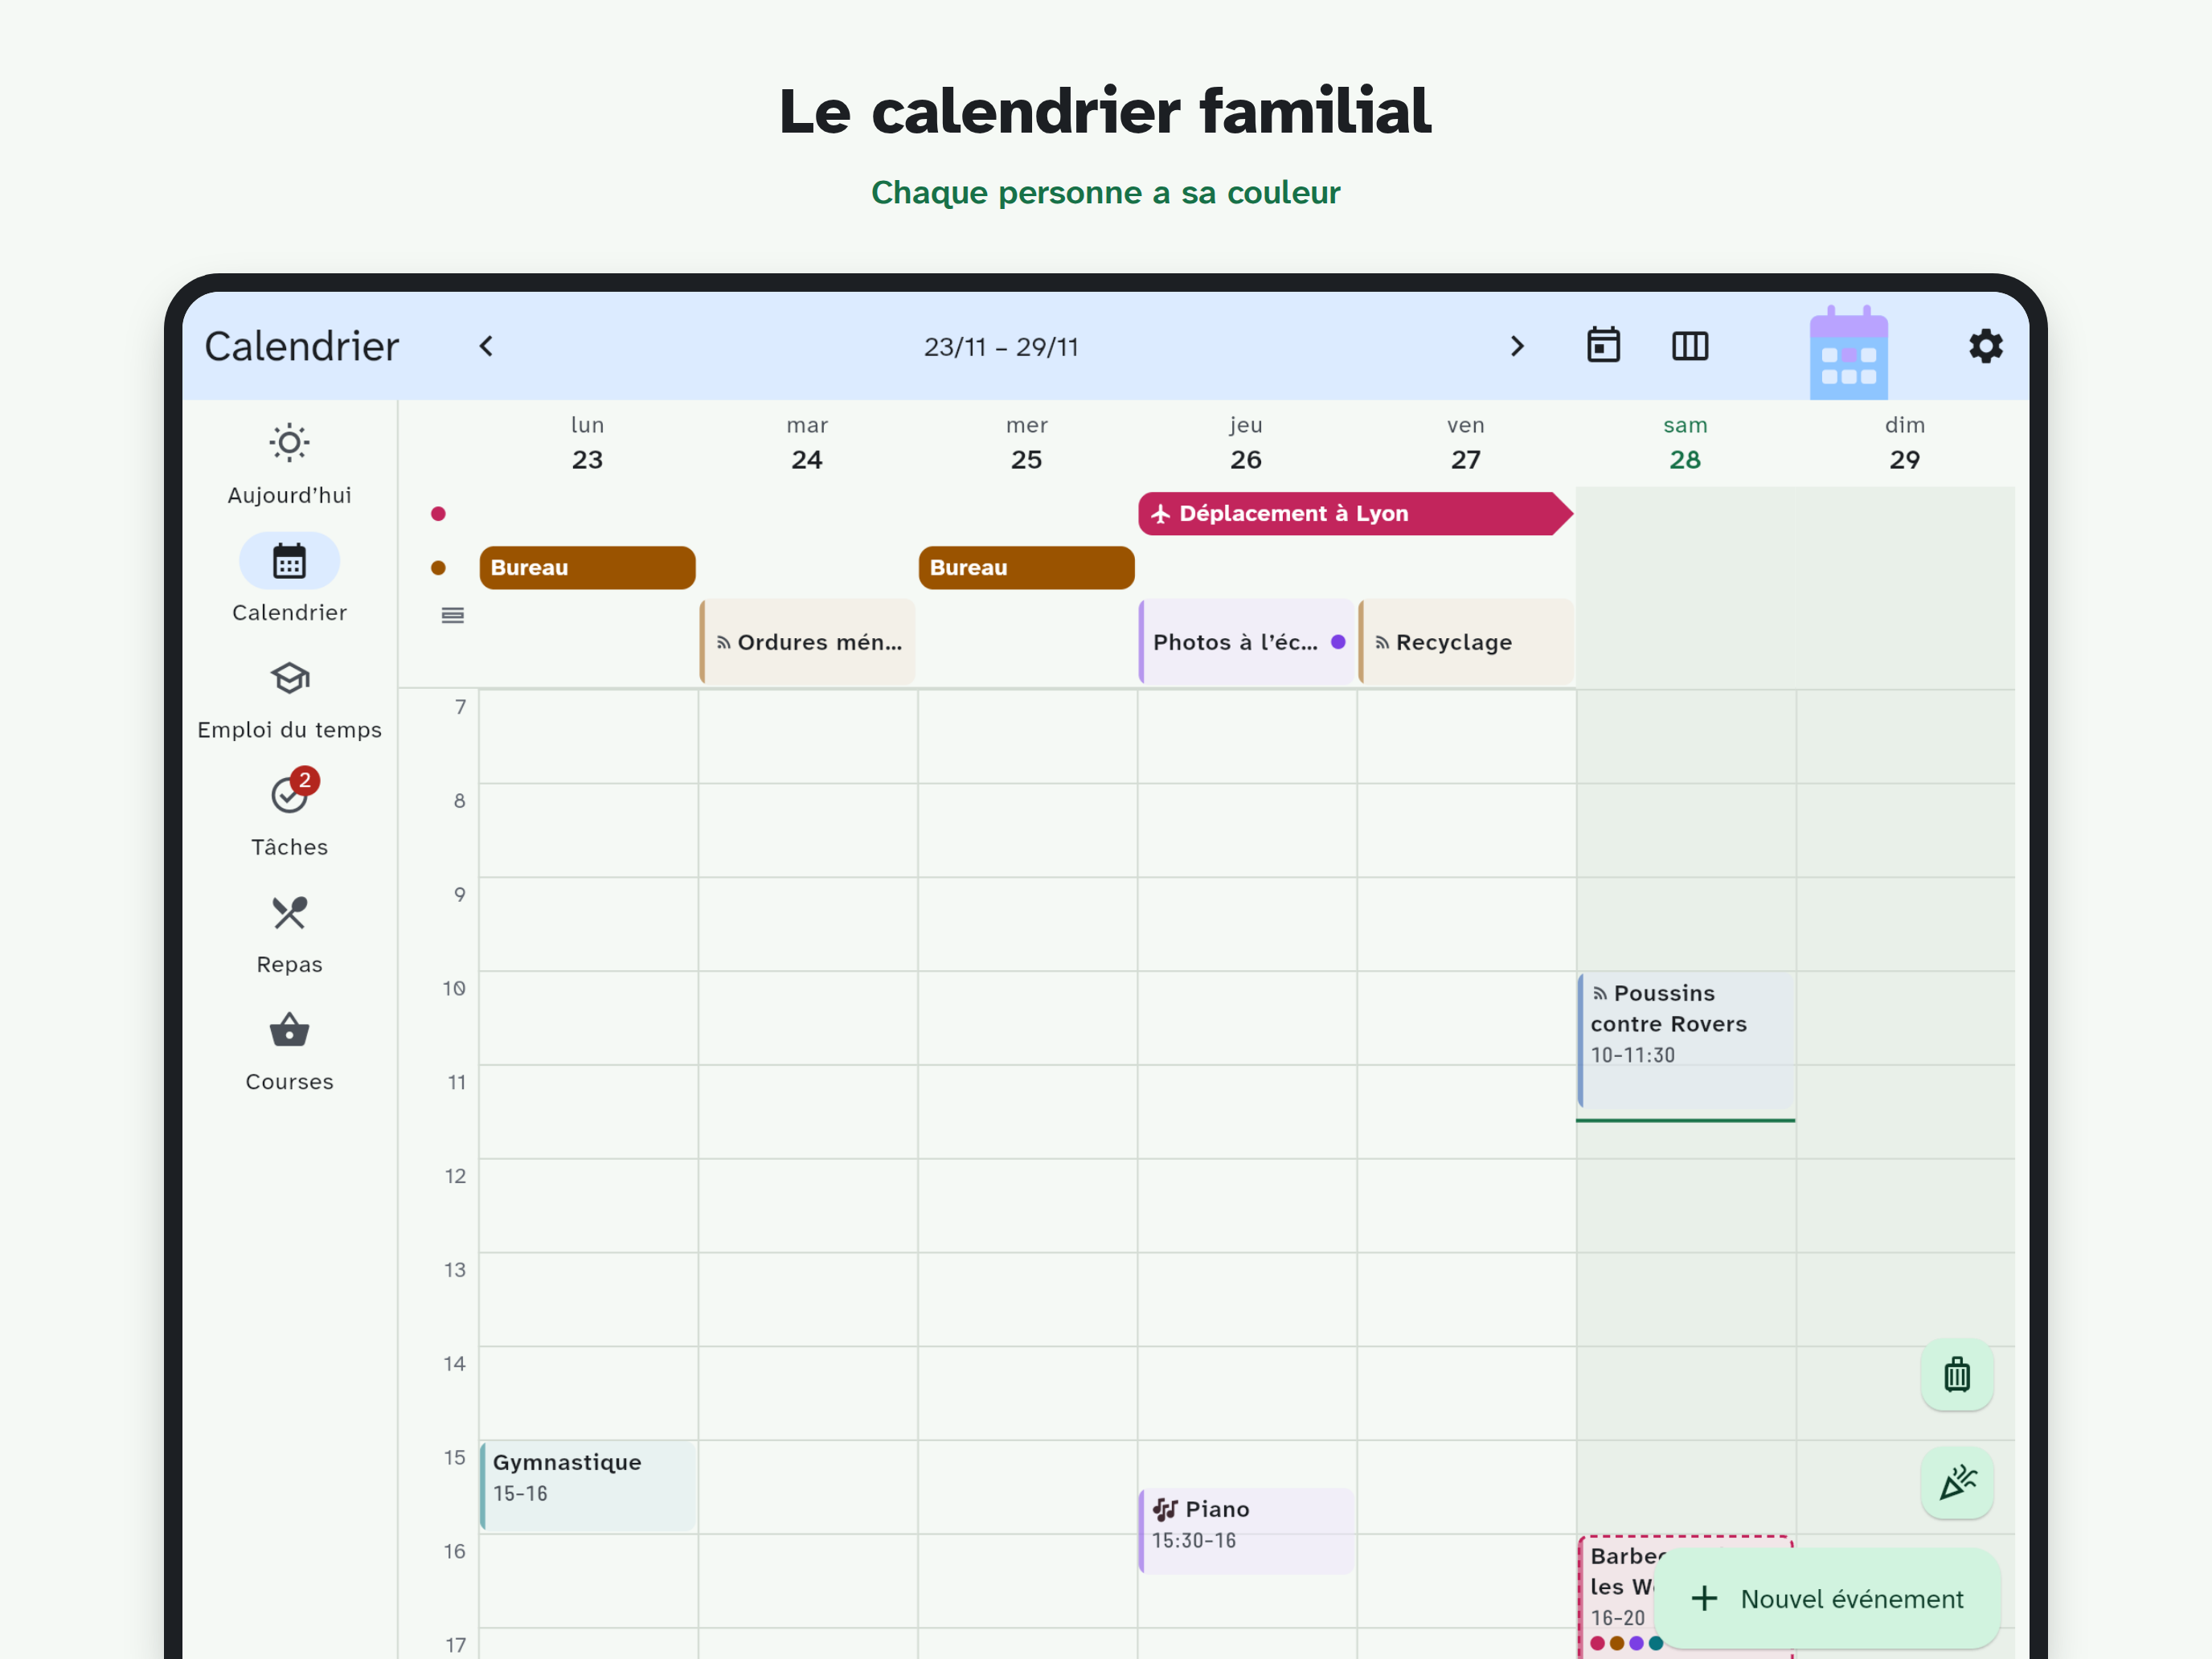 Le calendrier familial
Chaque personne a sa couleur
Calendrier
23/11 – 29/11
lun
23
mar
24
mer
25
jeu
26
ven
27
sam
28
dim
29
Aujourd’hui
Calendrier
Emploi du temps
2
Tâches
Repas
Courses
Déplacement à Lyon
Bureau
Bureau
Ordures mén...
Photos à l’éc...
Recyclage
7
8
9
10
11
12
13
14
15
16
17
Poussins
contre Rovers
10–11:30
Gymnastique
15–16
Piano
15:30–16
les
16–20
Nouvel événement